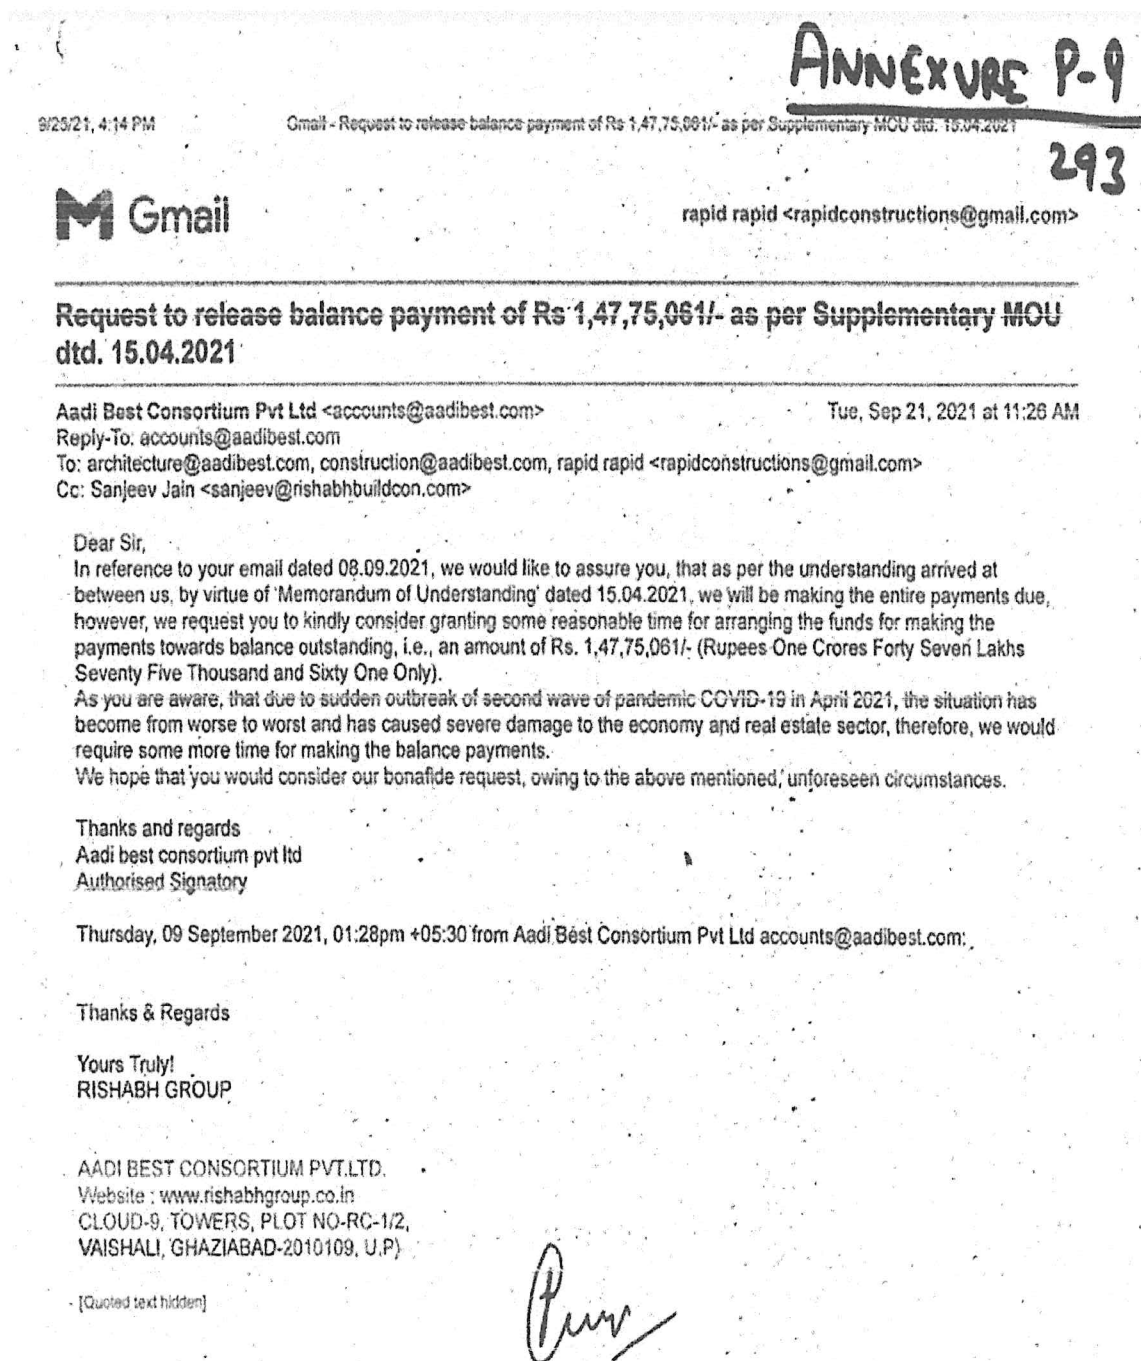 ANNEXURE P-9
9/25/21, 4:14 PM
Gmail - Request to release balance payment of Rs 1,47,75,061/- as per Supplementary MOU dtd. 15.04.2021
293
Gmail
rapid rapid <rapidconstructions@gmail.com>
Request to release balance payment of Rs 1,47,75,061/- as per Supplementary MOU
dtd. 15.04.2021
Aadi Best Consortium Pvt Ltd <accounts@aadibest.com>
Tue, Sep 21, 2021 at 11:26 AM
Reply-To: accounts@aadibest.com
To: architecture@aadibest.com, construction@aadibest.com, rapid rapid <rapidconstructions@gmail.com>
Cc: Sanjeev Jain <sanjeev@rishabhbuildcon.com>
Dear Sir,
In reference to your email dated 08.09.2021, we would like to assure you, that as per the understanding arrived at
between us, by virtue of 'Memorandum of Understanding' dated 15.04.2021, we will be making the entire payments due,
however, we request you to kindly consider granting some reasonable time for arranging the funds for making the
payments towards balance outstanding, i.e., an amount of Rs. 1,47,75,061/- (Rupees One Crores Forty Seven Lakhs
Seventy Five Thousand and Sixty One Only).
As you are aware, that due to sudden outbreak of second wave of pandemic COVID-19 in April 2021, the situation has
become from worse to worst and has caused severe damage to the economy and real estate sector, therefore, we would
require some more time for making the balance payments.
We hope that you would consider our bonafide request, owing to the above mentioned, unforeseen circumstances.
Thanks and regards
Aadi best consortium pvt ltd
Authorised Signatory
Thursday, 09 September 2021, 01:28pm +05:30 from Aadi Best Consortium Pvt Ltd accounts@aadibest.com:
Thanks & Regards
Yours Truly!
RISHABH GROUP
AADI BEST CONSORTIUM PVT.LTD.
Website : www.rishabhgroup.co.in
CLOUD-9, TOWERS, PLOT NO-RC-1/2,
VAISHALI, GHAZIABAD-2010109, U.P)
[Quoted text hidden]